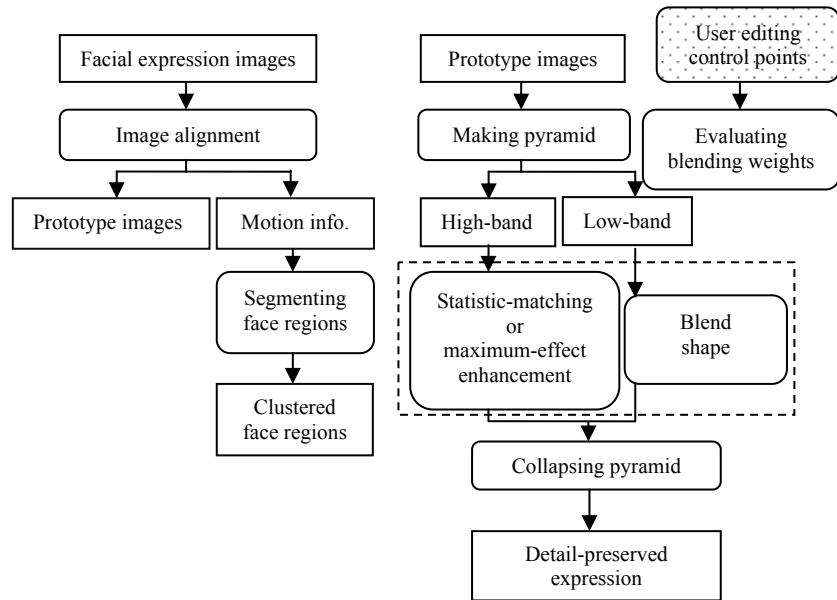 Facial expression images
Image alignment
Prototype images
Motion info.
Segmenting
face regions
Clustered
face regions
Prototype images
Making pyramid
High-band
Low-band
Statistic-matching
or
maximum-effect
enhancement
Blend
shape
Collapsing pyramid
Detail-preserved
expression
User editing
control points
Evaluating
blending weights